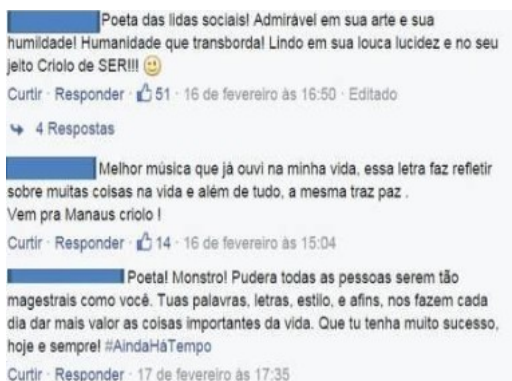 Poeta das lidas sociais! Admirável em sua arte e sua
humildade! Humanidade que transborda! Lindo em sua louca lucidez e no seu
jeito Criolo de SER!!!
Curtir · Responder · 51 · 16 de fevereiro às 16:50 · Editado
4 Respostas
Melhor música que já ouvi na minha vida, essa letra faz refletir
sobre muitas coisas na vida e além de tudo, a mesma traz paz .
Vem pra Manaus criolo !
Curtir · Responder · 14 · 16 de fevereiro às 15:04
Poeta! Monstro! Pudera todas as pessoas serem tão
magestrais como você. Tuas palavras, letras, estilo, e afins, nos fazem cada
dia dar mais valor as coisas importantes da vida. Que tu tenha muito sucesso,
hoje e sempre! #AindaHáTempo
Curtir · Responder · 17 de fevereiro às 17:35